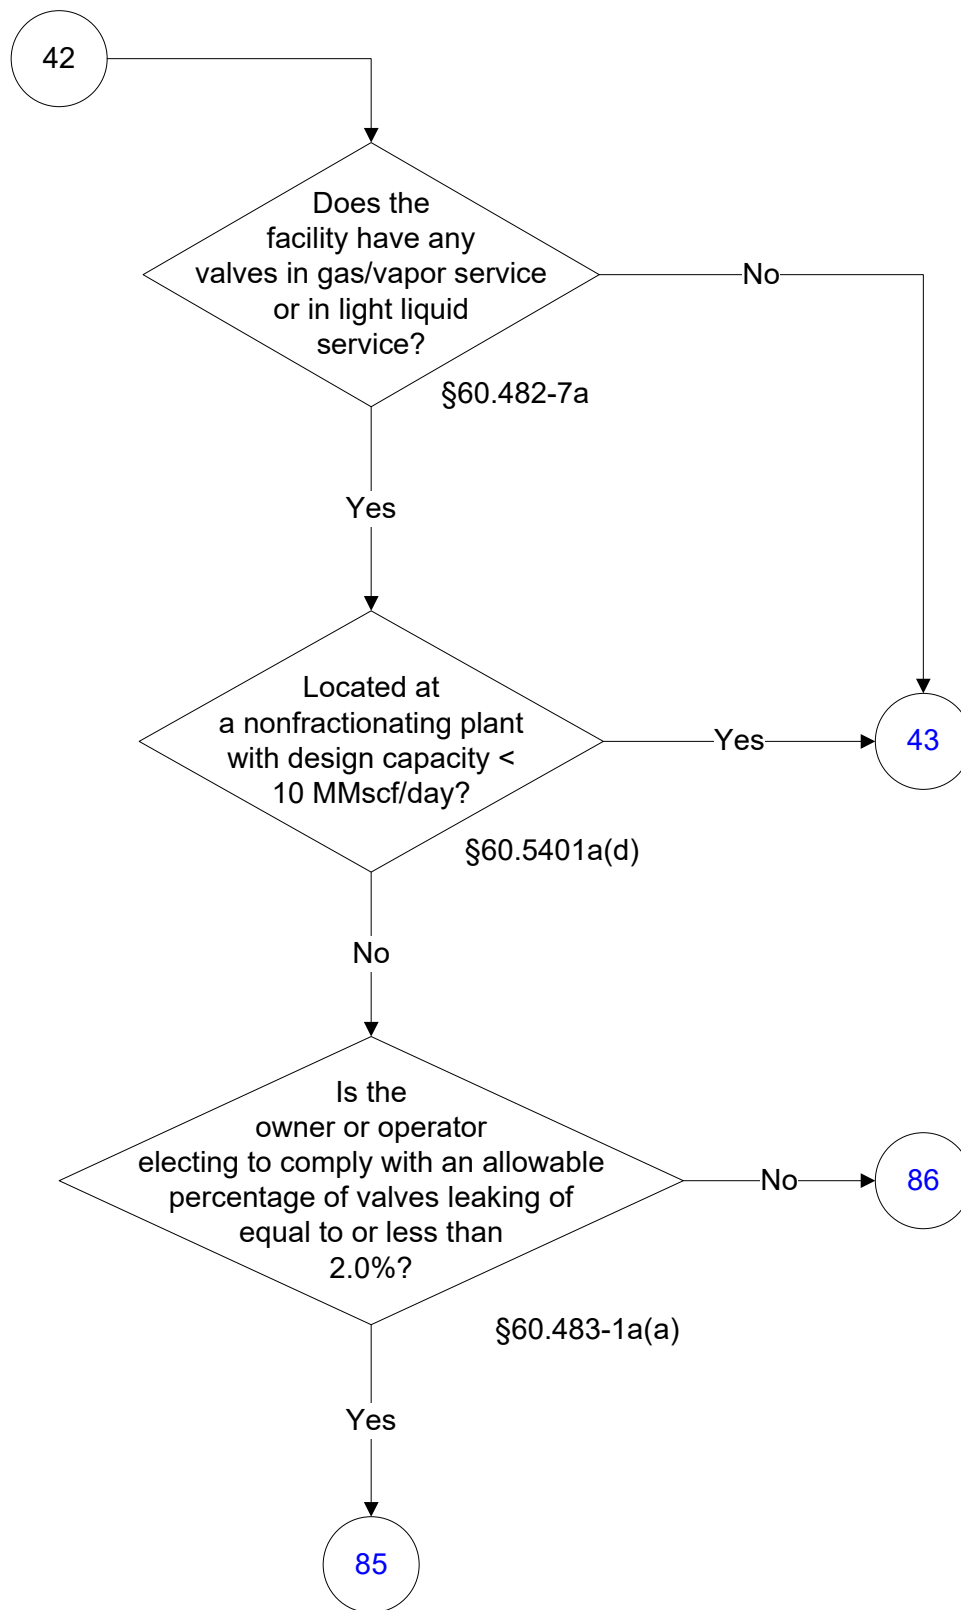 42
Does the
facility have any
valves in gas/vapor service
or in light liquid
service?
No
§60.482-7a
Yes
Located at
a nonfractionating plant
with design capacity <
10 MMscf/day?
Yes
43
§60.5401a(d)
No
Is the
owner or operator
electing to comply with an allowable
percentage of valves leaking of
equal to or less than
2.0%?
No
86
§60.483-1a(a)
Yes
85